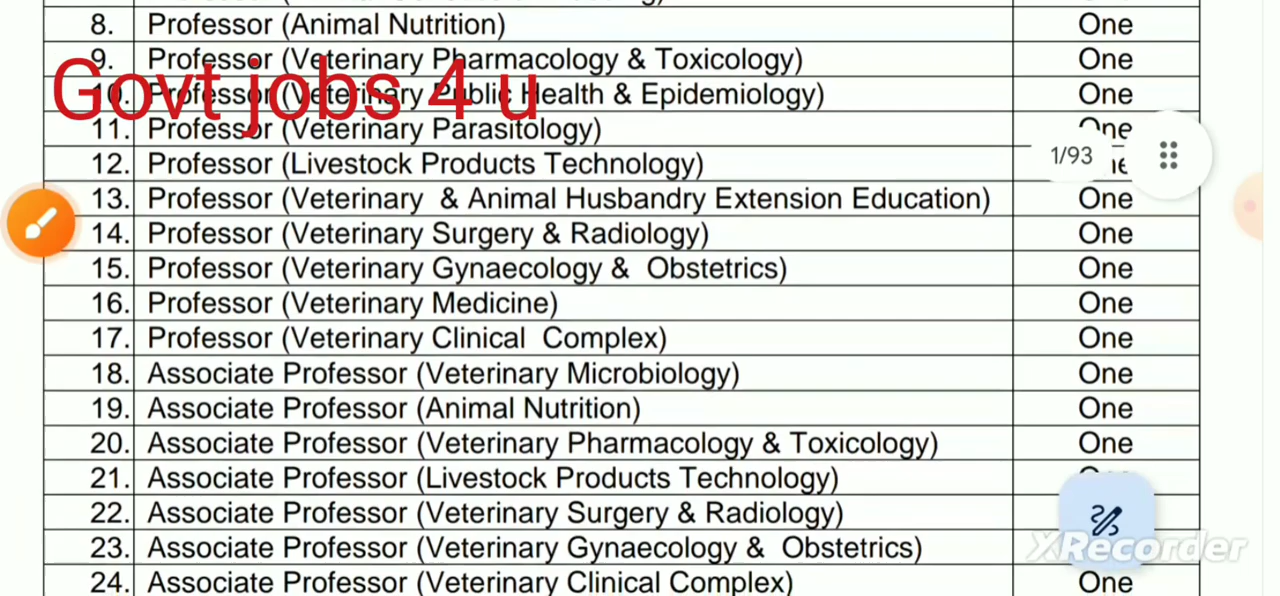 8. Professor (Animal Nutrition) One
9. Professor (Veterinary Pharmacology & Toxicology) One
Govt jobs 4 u
10. Professor (Veterinary Public Health & Epidemiology) One
11. Professor (Veterinary Parasitology) One
1/93
12. Professor (Livestock Products Technology)
13. Professor (Veterinary & Animal Husbandry Extension Education) One
14. Professor (Veterinary Surgery & Radiology) One
15. Professor (Veterinary Gynaecology & Obstetrics) One
16. Professor (Veterinary Medicine) One
17. Professor (Veterinary Clinical Complex) One
18. Associate Professor (Veterinary Microbiology) One
19. Associate Professor (Animal Nutrition) One
20. Associate Professor (Veterinary Pharmacology & Toxicology) One
21. Associate Professor (Livestock Products Technology)
22. Associate Professor (Veterinary Surgery & Radiology)
23. Associate Professor (Veterinary Gynaecology & Obstetrics)
XRecorder
24. Associate Professor (Veterinary Clinical Complex) One